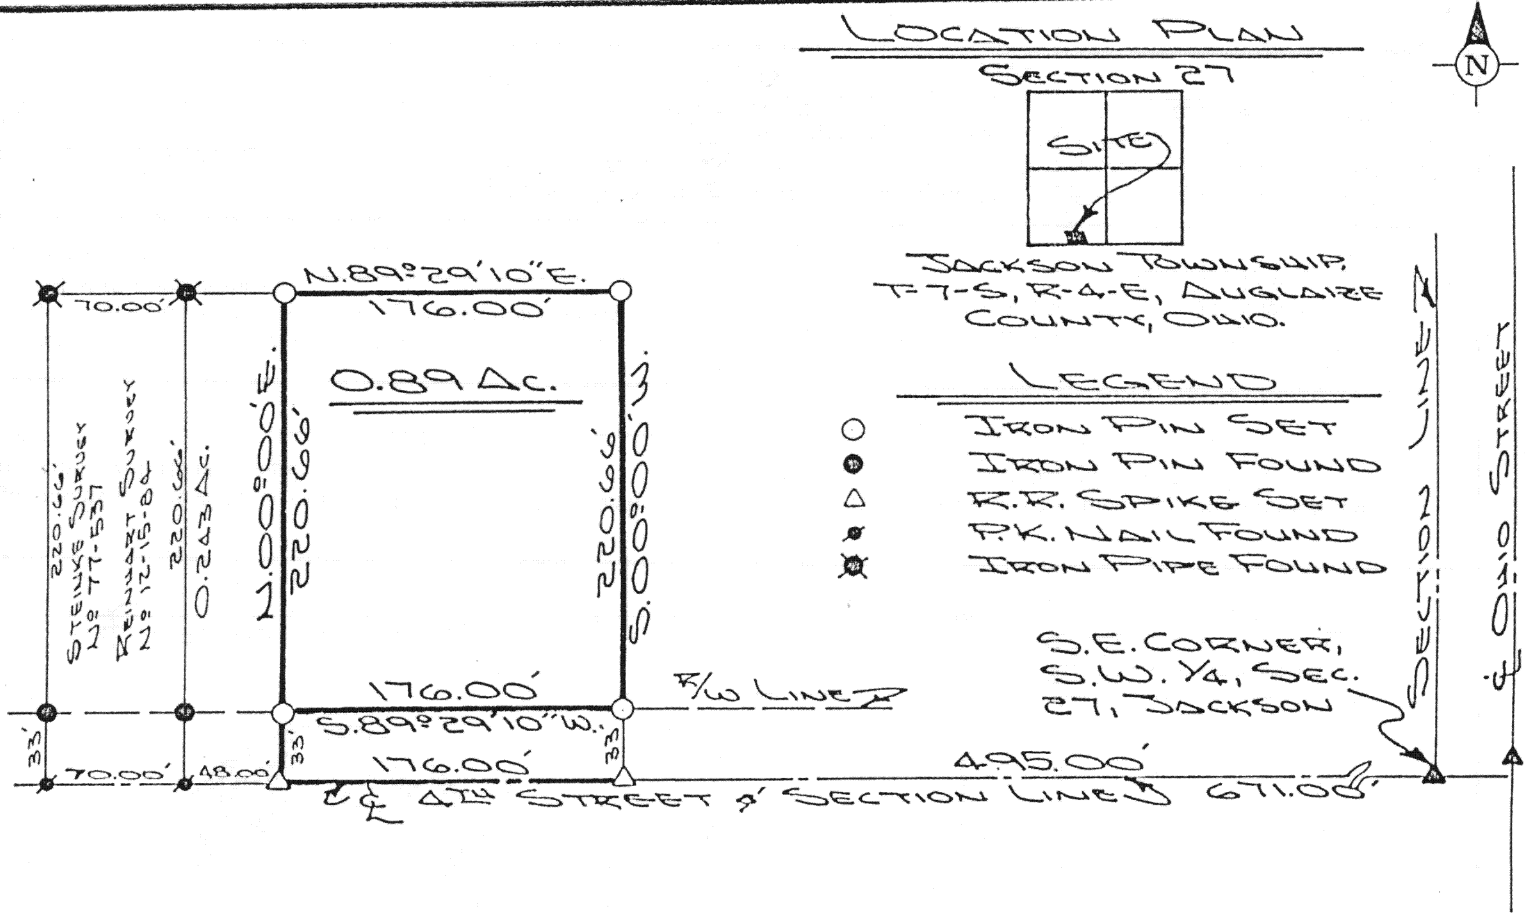 LOCATION PLAN
SECTION 27
N
SITE
JACKSON TOWNSHIP,
T-7-S, R-4-E, AUGLAIZE
COUNTY, OHIO.
LEGEND
IRON PIN SET
IRON PIN FOUND
R.R. SPIKE SET
P.K. NAIL FOUND
IRON PIPE FOUND
N.89°29'10"E.
176.00'
70.00'
0.89 AC.
220.66'
STEINKE SURVEY
Nº 77-537
REINHART SURVEY
Nº 12-15-84
220.66'
0.243 AC.
N.00°00'E.
220.66'
220.66'
S.00°00'W.
SECTION LINE
℄ OHIO STREET
S.E. CORNER,
S.W. 1/4, SEC.
27, JACKSON
176.00'
R/W LINE
S.89°29'10"W.
33'
33'
33'
70.00'
48.00'
176.00'
495.00'
℄ 4TH STREET & SECTION LINE
671.00'